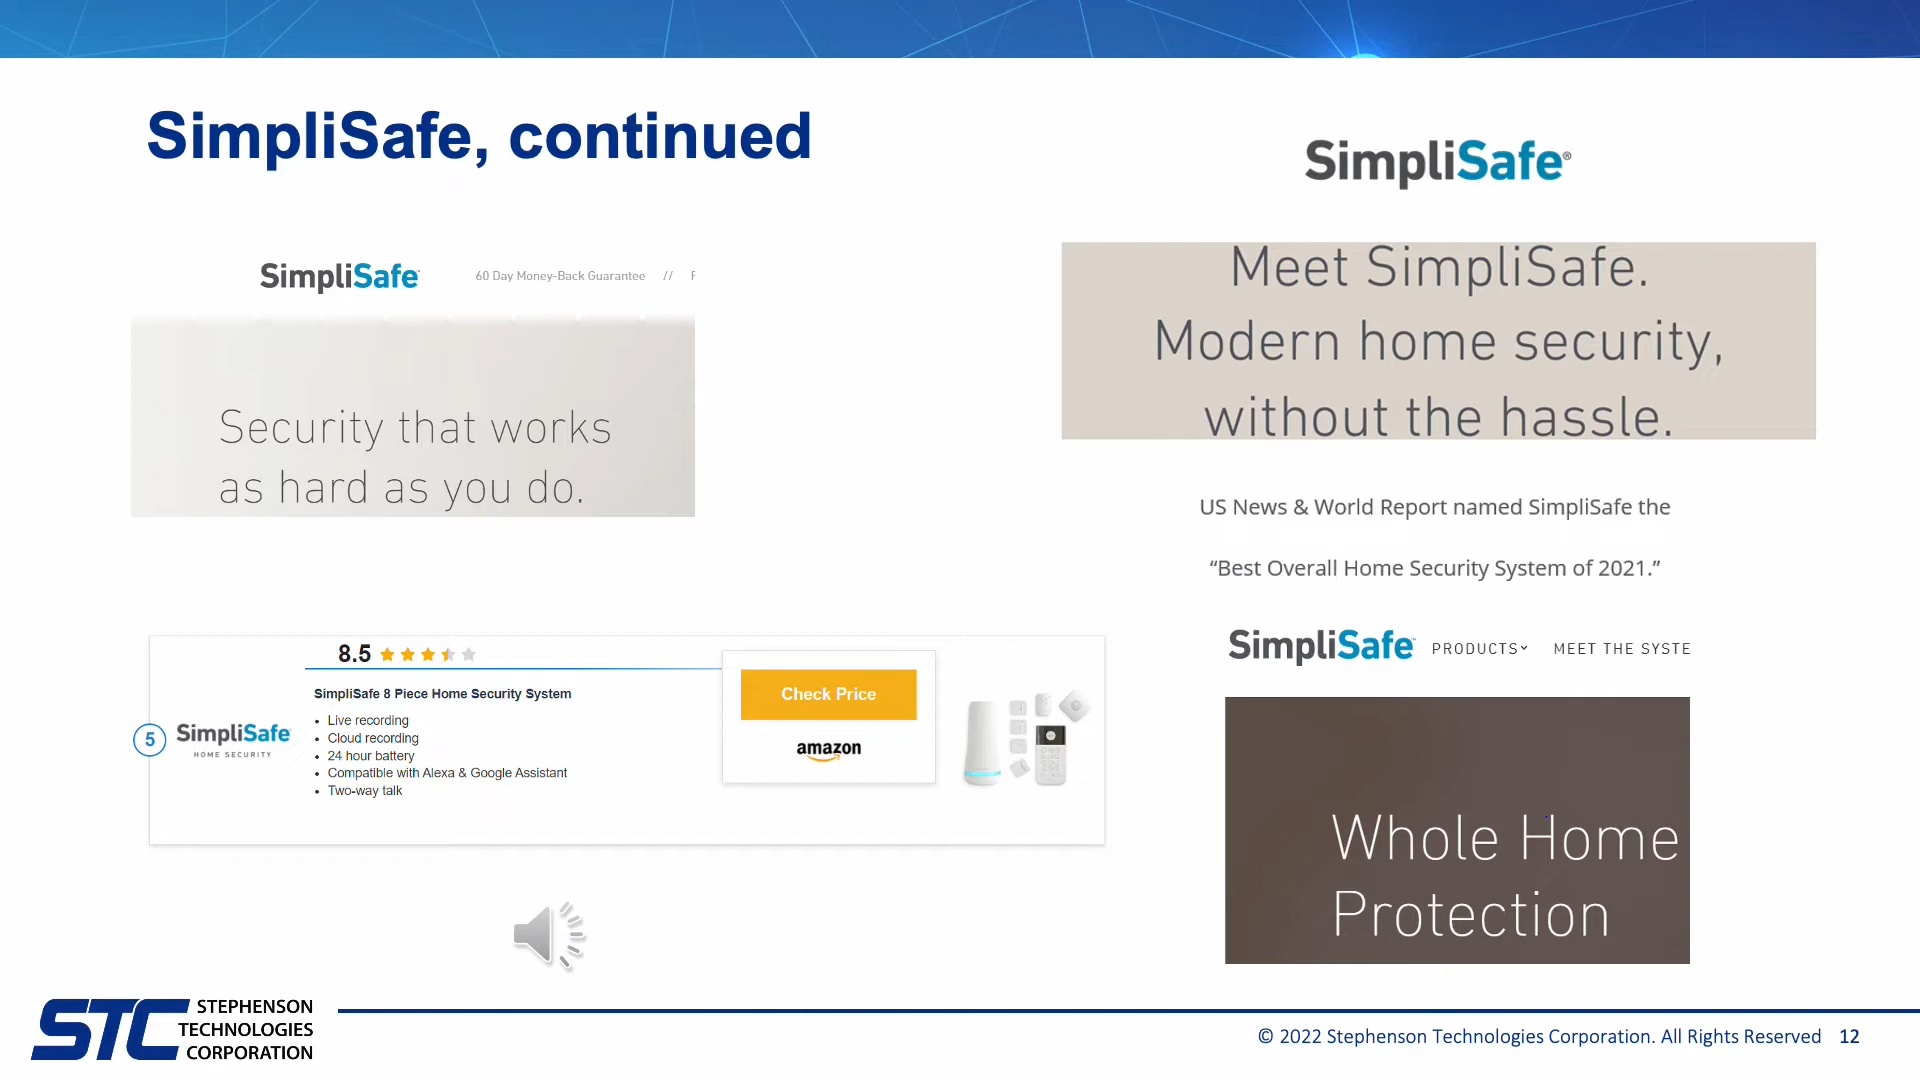 SimpliSafe, continued
SimpliSafe®
SimpliSafe
60 Day Money-Back Guarantee // F
Security that works
as hard as you do.
Meet SimpliSafe.
Modern home security,
without the hassle.
US News & World Report named SimpliSafe the
“Best Overall Home Security System of 2021.”
8.5
SimpliSafe 8 Piece Home Security System
• Live recording
• Cloud recording
• 24 hour battery
• Compatible with Alexa & Google Assistant
• Two-way talk
5
SimpliSafe
HOME SECURITY
Check Price
amazon
SimpliSafe PRODUCTS MEET THE SYSTE
Whole Home
Protection
STC
STEPHENSON
TECHNOLOGIES
CORPORATION
© 2022 Stephenson Technologies Corporation. All Rights Reserved 12